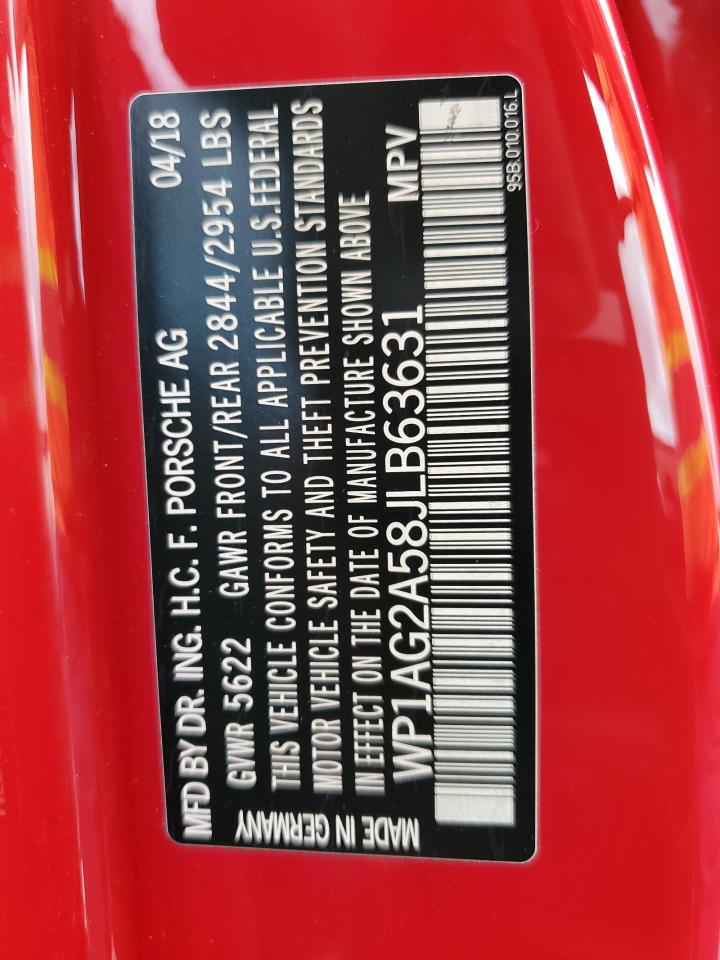 MFD BY DR. ING. H.C. F. PORSCHE AG 04/18
GVWR 5622 GAWR FRONT/REAR 2844/2954 LBS
THIS VEHICLE CONFORMS TO ALL APPLICABLE U.S.FEDERAL
MOTOR VEHICLE SAFETY AND THEFT PREVENTION STANDARDS
IN EFFECT ON THE DATE OF MANUFACTURE SHOWN ABOVE
WP1AG2A58JLB63631 MPV
MADE IN GERMANY
95B.010.016.L